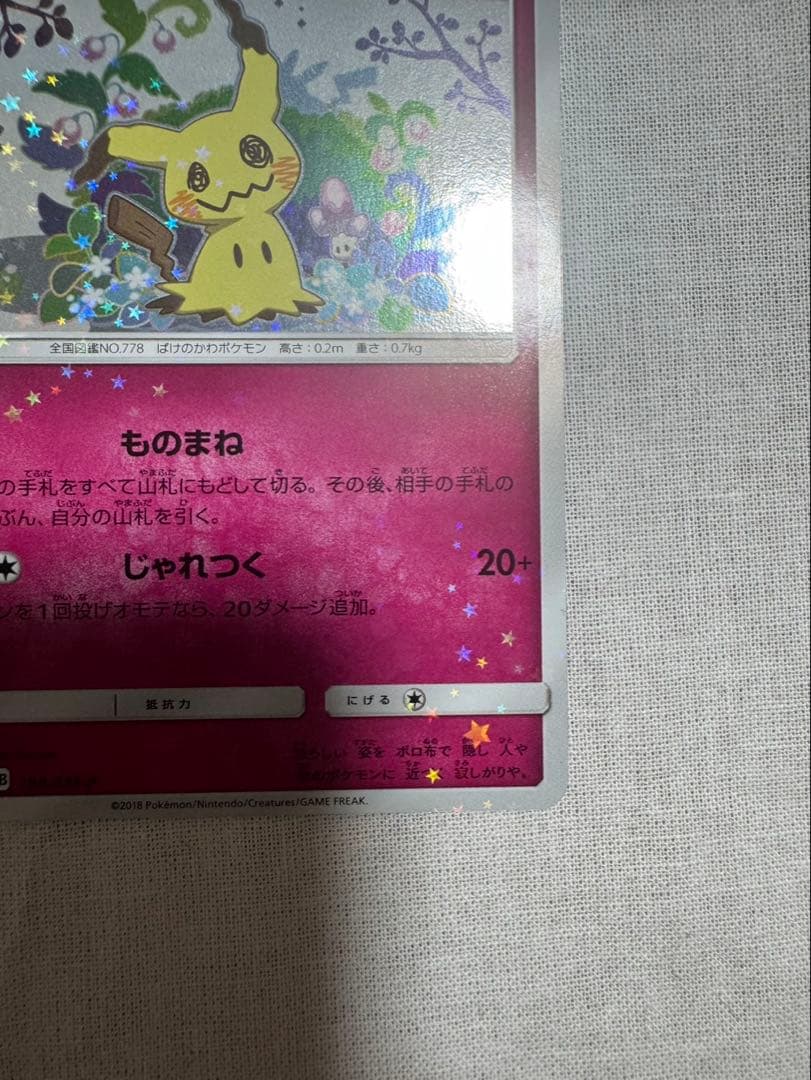 全国図鑑NO.778 ばけのかわポケモン 高さ:0.2m 重さ:0.7kg
ものまね
の手札をすべて山札にもどして切る。その後、相手の手札の
ぶん、自分の山札を引く。
じゃれつく 20+
ンを1回投げオモテなら、20ダメージ追加。
抵抗力 にげる
姿を ボロ布で 隠し 人や
ポケモンに 近づく 寂しがりや。
©2018 Pokémon/Nintendo/Creatures/GAME FREAK.